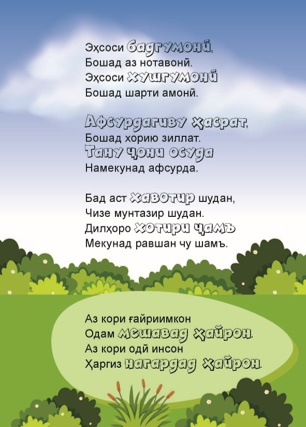 Эҳсоси бадгумонӣ,
Бошад аз нотавонӣ.
Эҳсоси хушгумонӣ
Бошад шарти амонӣ.

Афсурдагиву ҳасрат,
Бошад хорию зиллат.
Тану ҷони осуда
Намекунад афсурда.

Бад аст хавотир шудан,
Чизе мунтазир шудан.
Дилҳоро хотири ҷамъ
Мекунад равшан чу шамъ.

Аз кори ғайриимкон
Одам мешавад ҳайрон.
Аз кори одӣ инсон
Ҳаргиз нагардад ҳайрон.